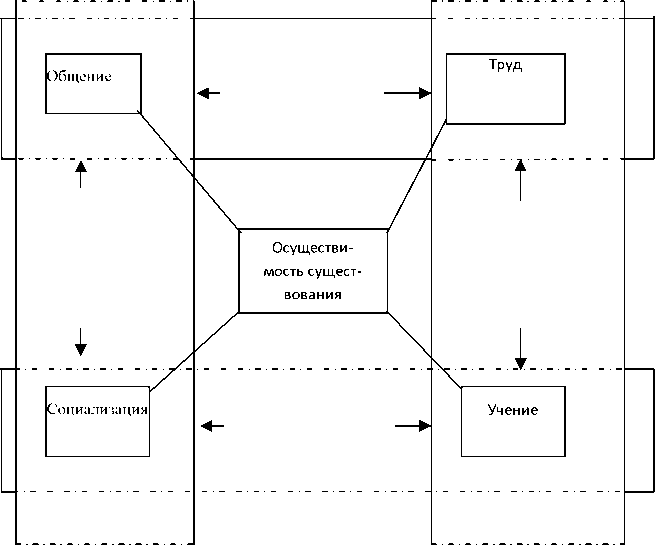 Общение
Труд
Осуществи-
мость сущест-
вования
Социализация
Учение